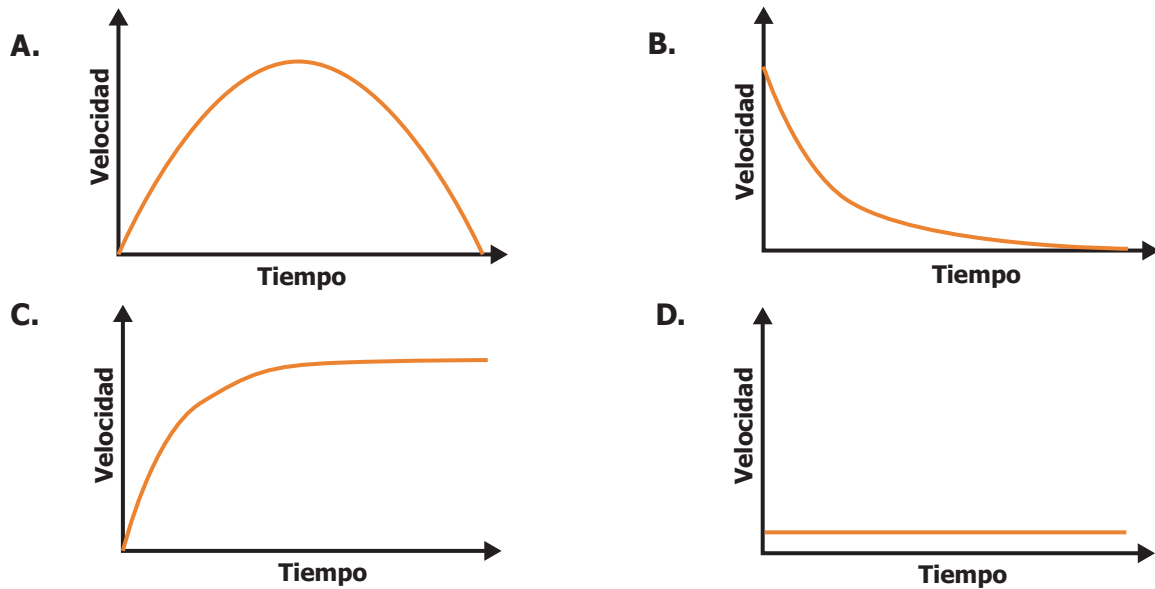 A.
Velocidad
Tiempo
B.
Velocidad
Tiempo
C.
Velocidad
Tiempo
D.
Velocidad
Tiempo